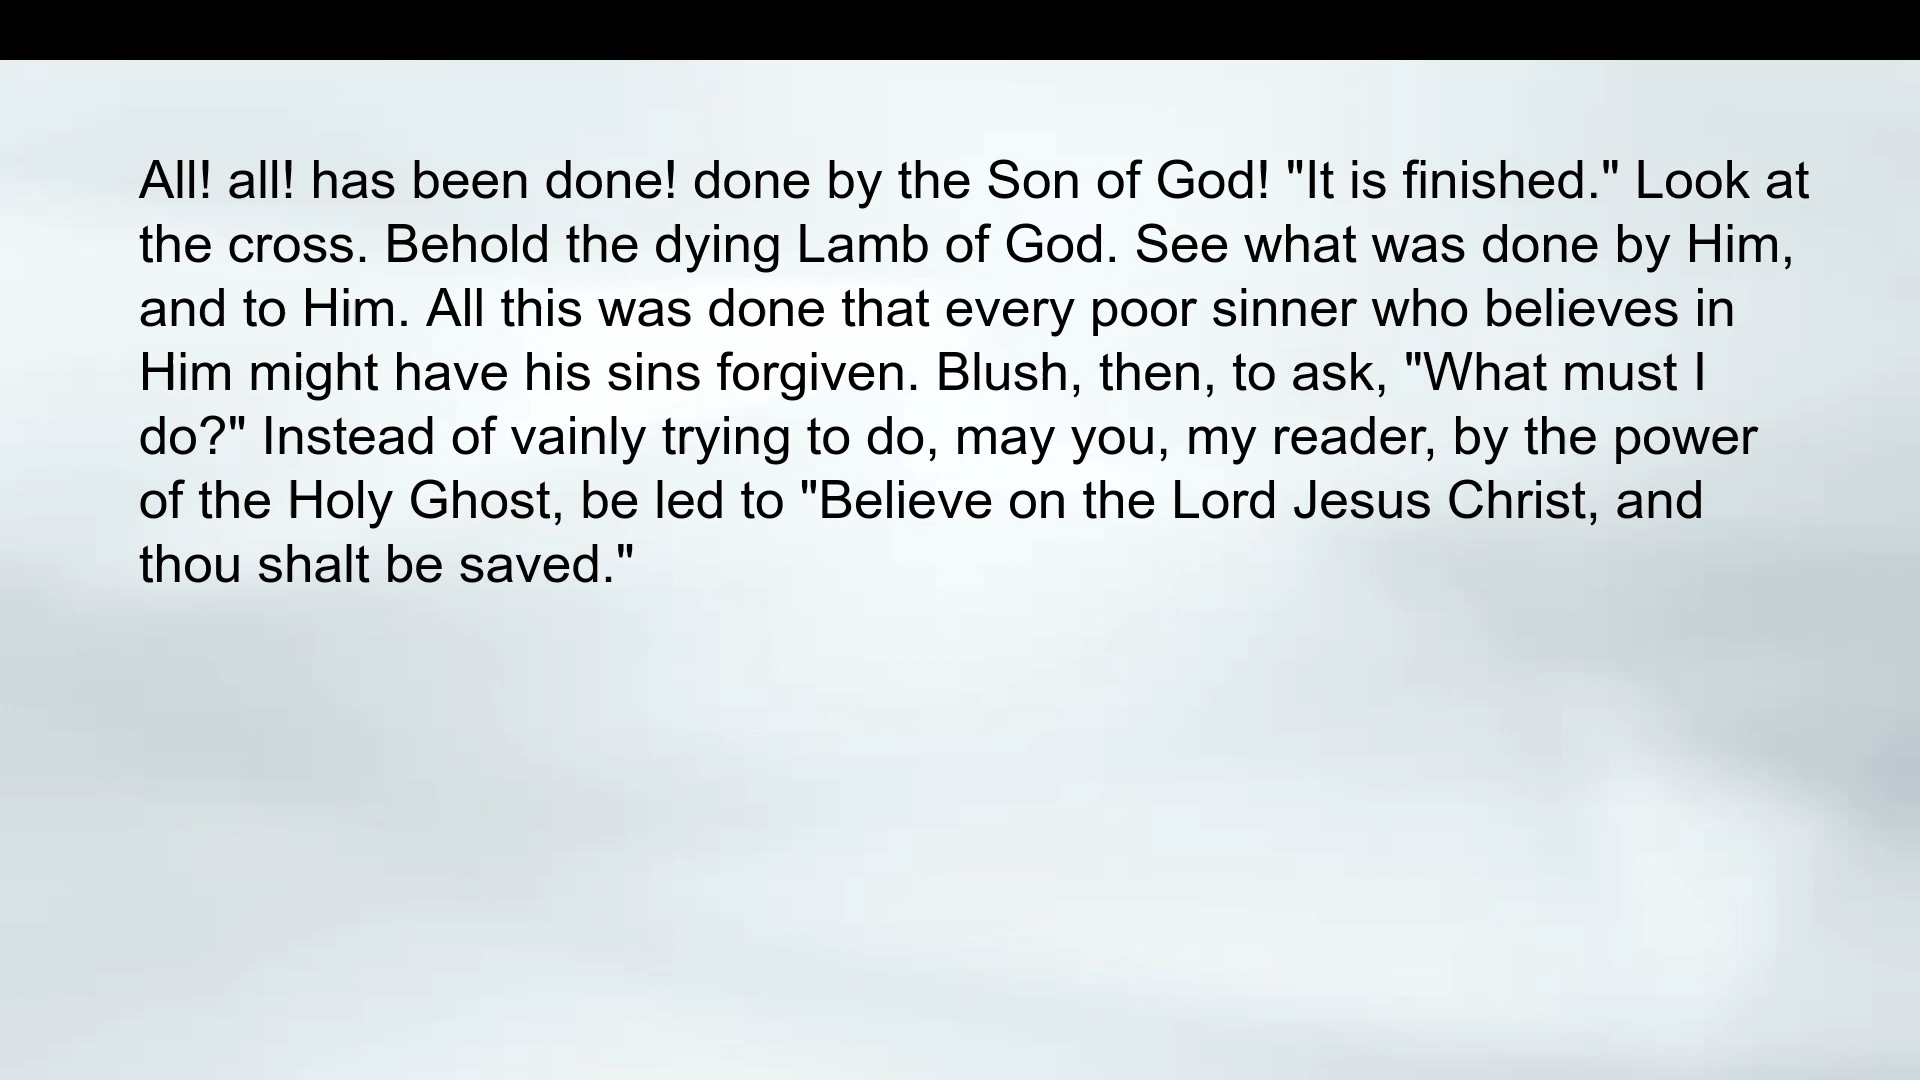 All! all! has been done! done by the Son of God! "It is finished." Look at
the cross. Behold the dying Lamb of God. See what was done by Him,
and to Him. All this was done that every poor sinner who believes in
Him might have his sins forgiven. Blush, then, to ask, "What must I
do?" Instead of vainly trying to do, may you, my reader, by the power
of the Holy Ghost, be led to "Believe on the Lord Jesus Christ, and
thou shalt be saved."